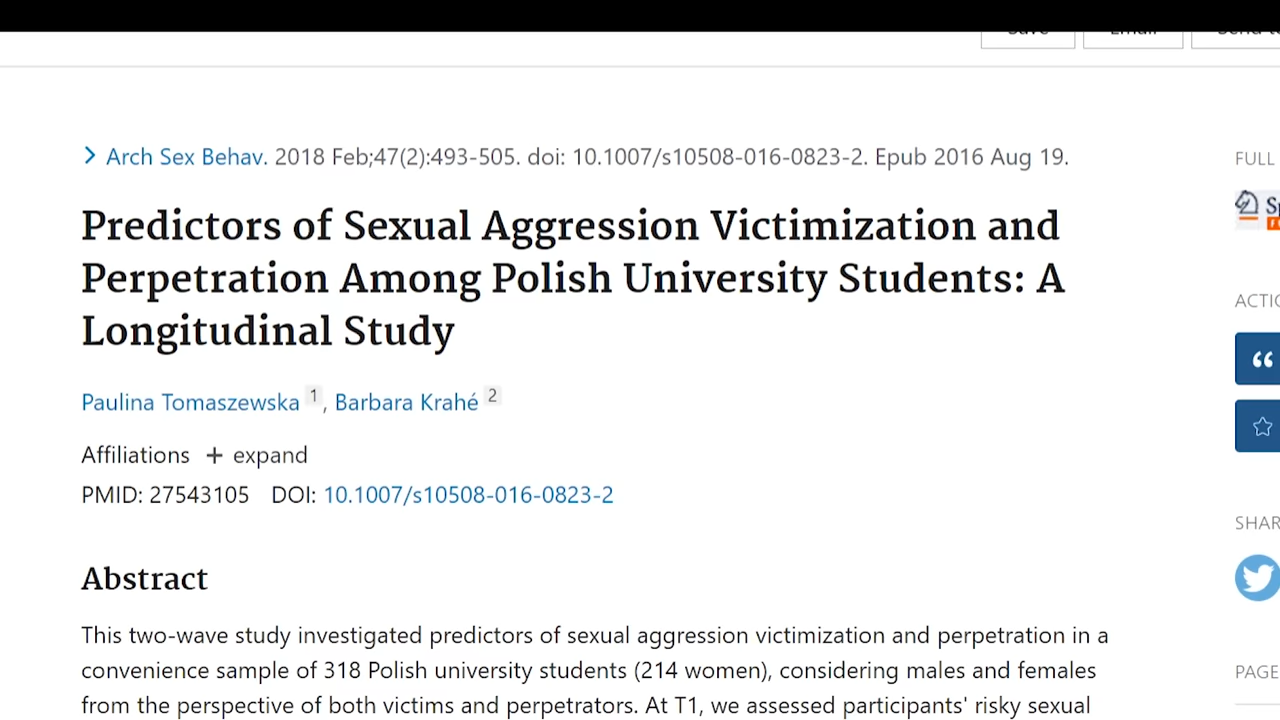 Arch Sex Behav. 2018 Feb;47(2):493-505. doi: 10.1007/s10508-016-0823-2. Epub 2016 Aug 19.
FULL
Predictors of Sexual Aggression Victimization and
Perpetration Among Polish University Students: A
Longitudinal Study
Paulina Tomaszewska 1, Barbara Krahé 2
Affiliations + expand
PMID: 27543105 DOI: 10.1007/s10508-016-0823-2
SHAR
Abstract
This two-wave study investigated predictors of sexual aggression victimization and perpetration in a
convenience sample of 318 Polish university students (214 women), considering males and females
PAGE
from the perspective of both victims and perpetrators. At T1, we assessed participants' risky sexual